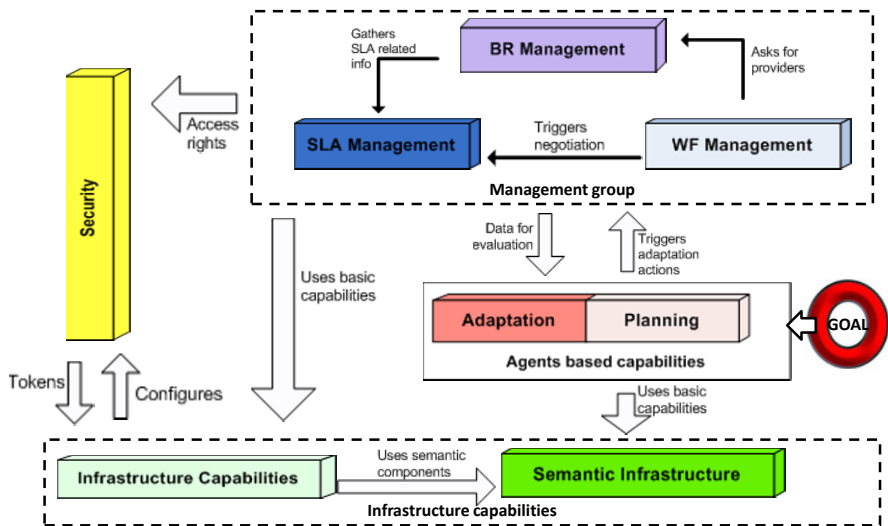 Gathers
SLA related
info
BR Management
Asks for
providers
Access
rights
SLA Management
Triggers
negotiation
WF Management
Management group
Security
Uses basic
capabilities
Data for
evaluation
Triggers
adaptation
actions
Adaptation
Planning
GOAL
Agents based capabilities
Tokens
Configures
Uses basic
capabilities
Infrastructure Capabilities
Uses semantic
components
Semantic Infrastructure
Infrastructure capabilities